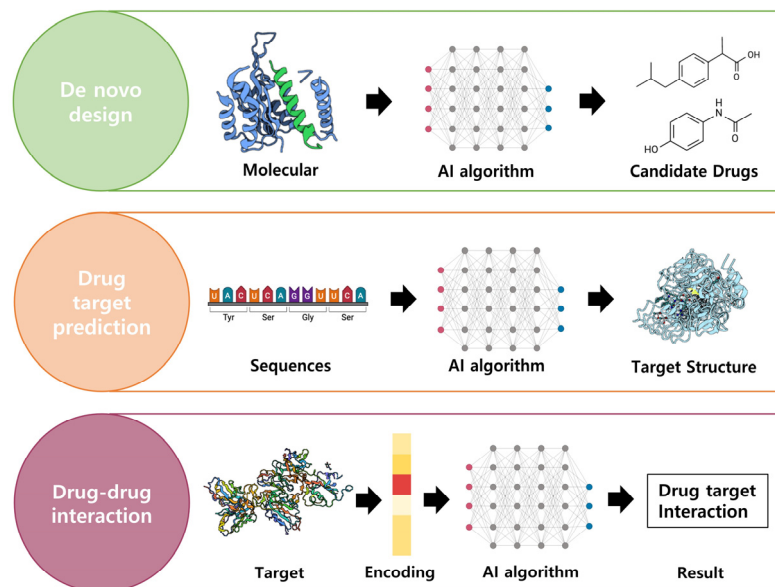 De novo
design
OH
O
HO
H
N
O
Molecular
AI algorithm
Candidate Drugs
Drug
target
prediction
U A C U C A G G U U C A
Tyr Ser Gly Ser
Sequences
AI algorithm
Target Structure
Drug-drug
interaction
Drug target
Interaction
Target
Encoding
AI algorithm
Result